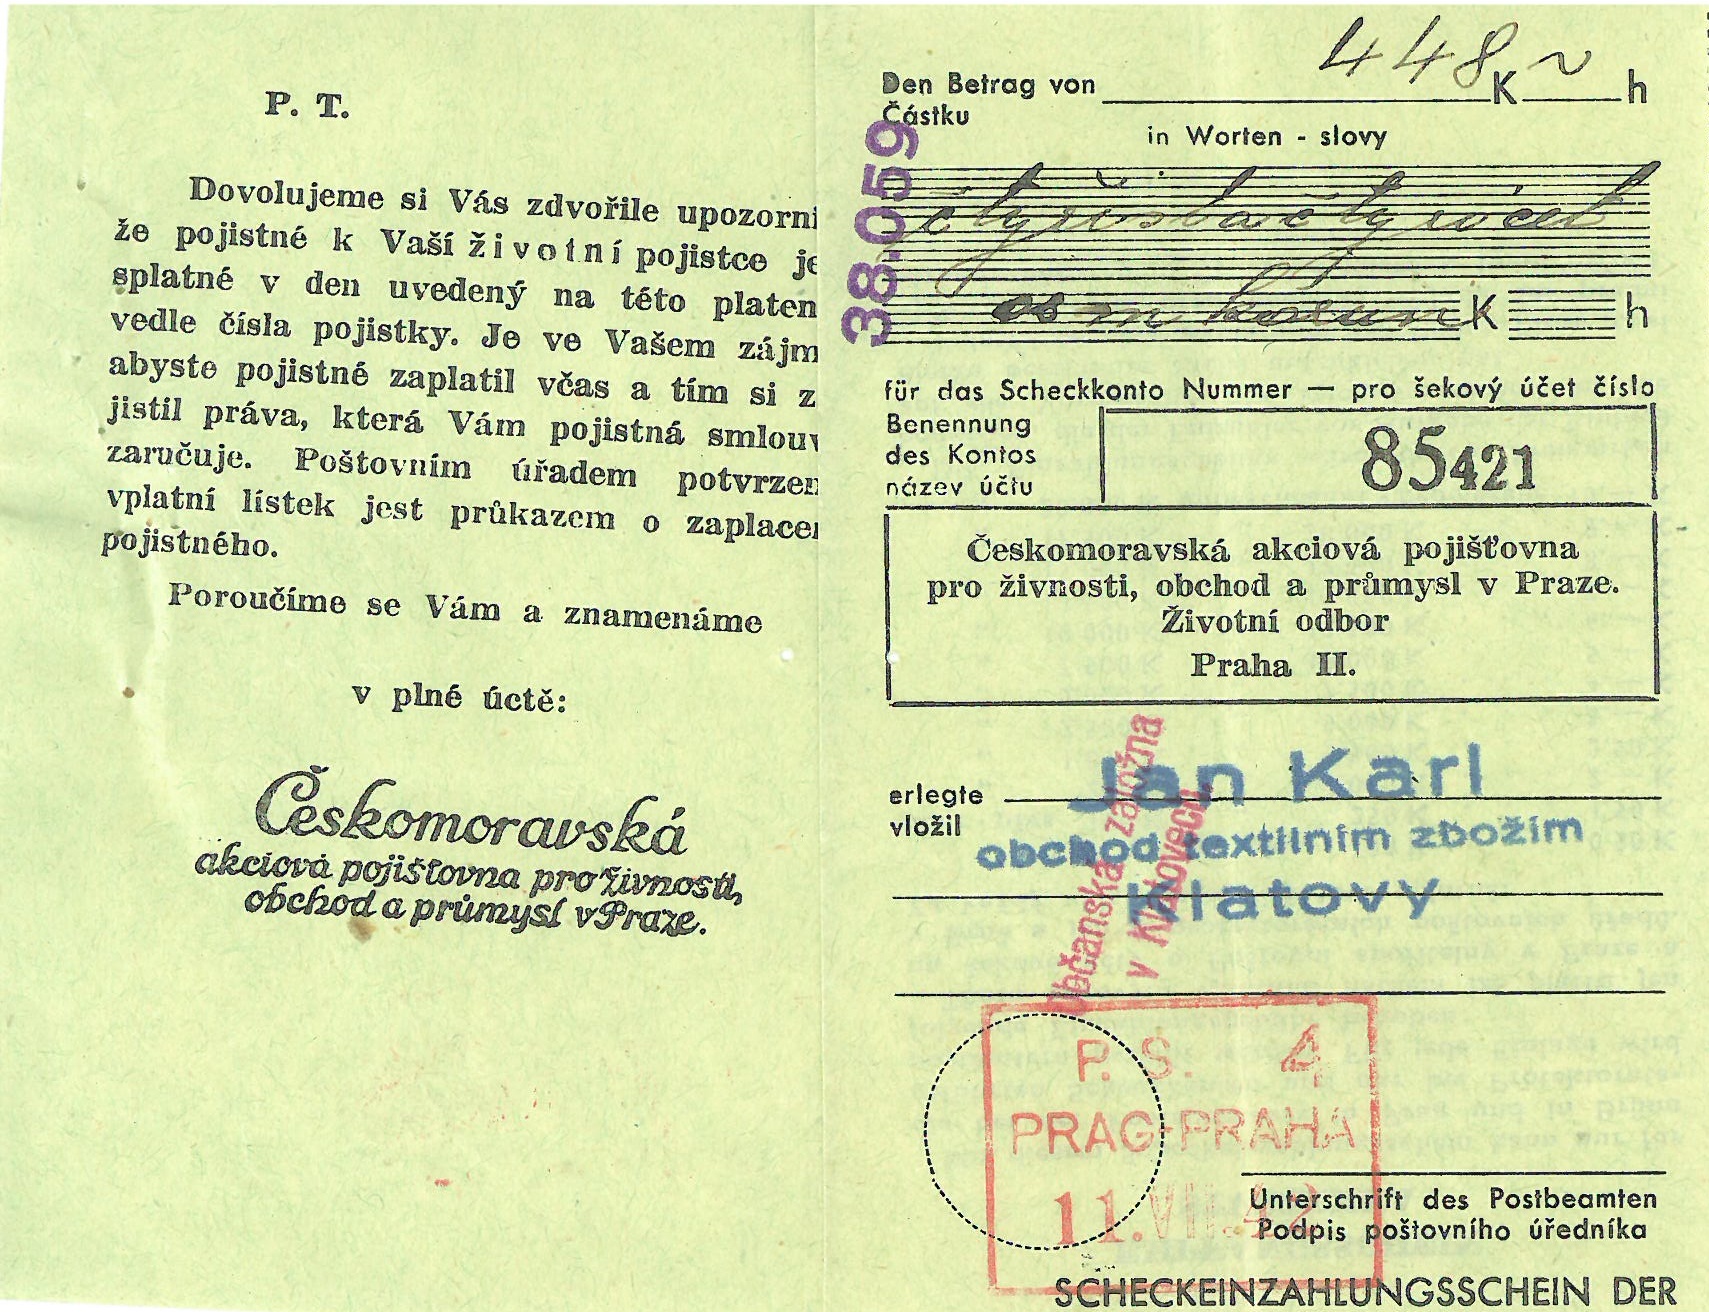 P. T.
Dovolujeme si Vás zdvořile upozorni
že pojistné k Vaší životní pojistce je
splatné v den uvedený na této platen
vedle čísla pojistky. Je ve Vašem zájm
abyste pojistné zaplatil včas a tím si z
jistil práva, která Vám pojistná smlouv
zaručuje. Poštovním úřadem potvrzen
vplatní lístek jest průkazem o zaplacen
pojistného.
Poroučíme se Vám a znamenáme
v plné úctě:
Českomoravská
akciová pojišťovna pro živnosti,
obchod a průmysl v Praze.
448 ~
Den Betrag von K h
Částku
in Worten - slovy
38.059
čtyřistačtyřicet
osm korun K h
für das Scheckkonto Nummer — pro šekový účet číslo
Benennung
des Kontos
název účtu
85421
Českomoravská akciová pojišťovna
pro živnosti, obchod a průmysl v Praze.
Životní odbor
Praha II.
erlegte
vložil
Jan Karl
obchod textilním zbožím
Klatovy
Občanská záložna
v Klatovech.
P. S. 4
PRAG-PRAHA
11.VII.42
Unterschrift des Postbeamten
Podpis poštovního úředníka
SCHECKEINZAHLUNGSSCHEIN DER